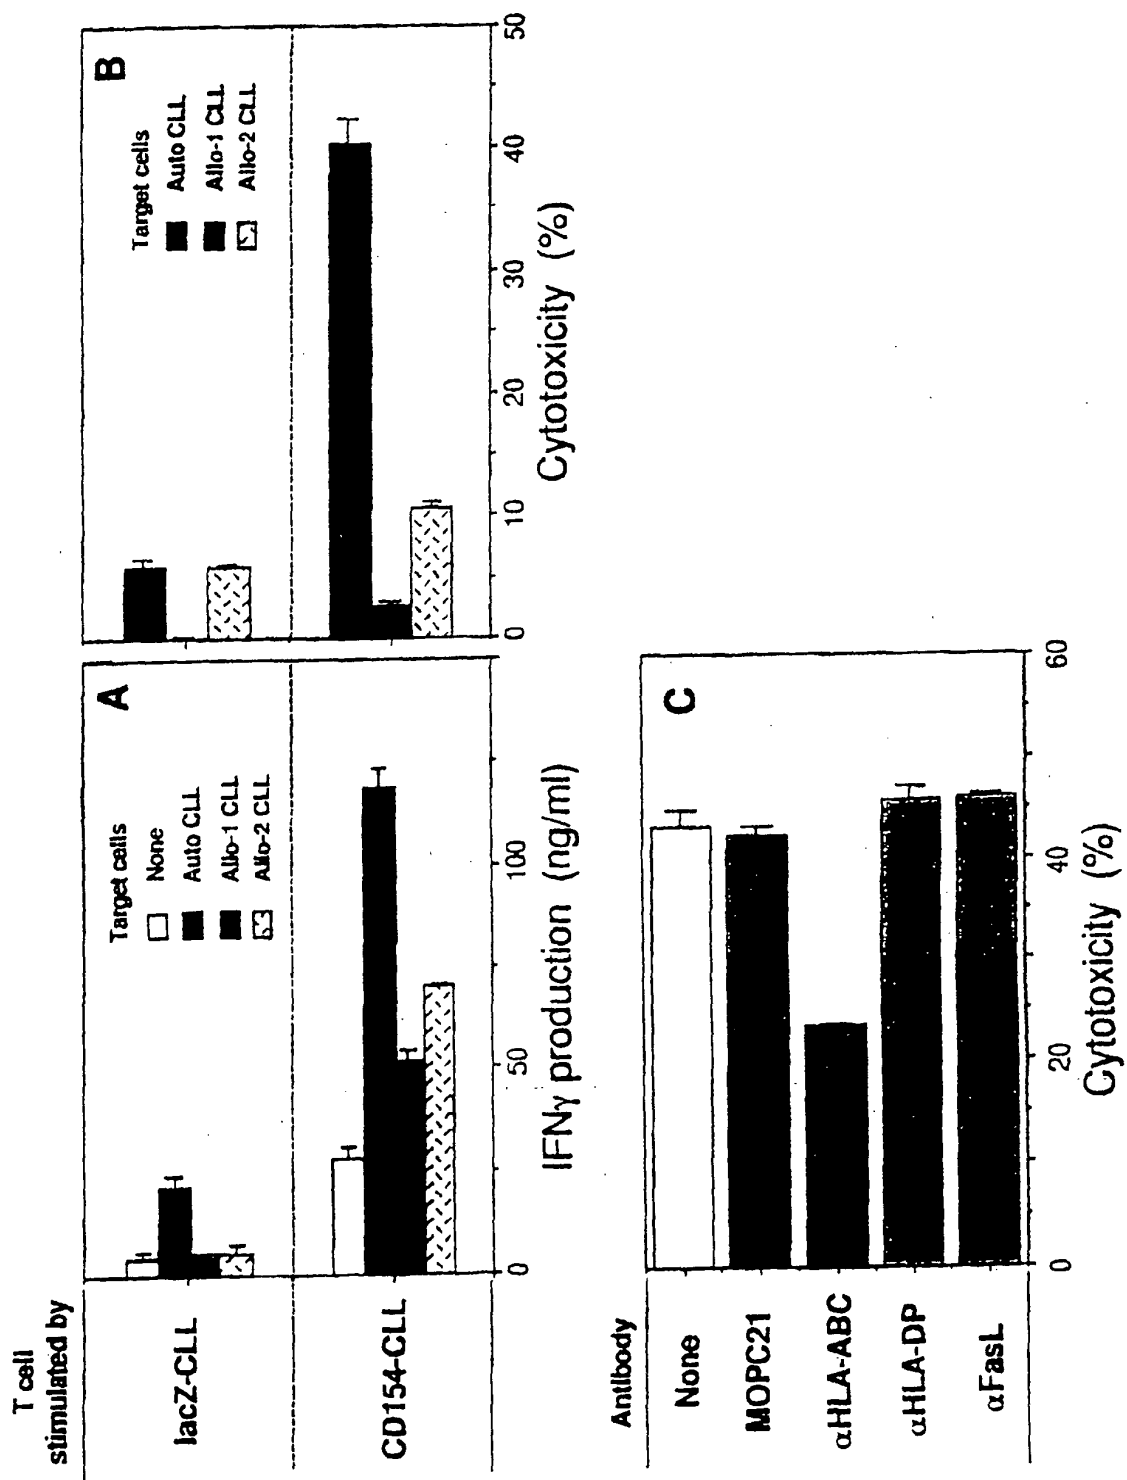 T cell
stimulated by
lacZ-CLL
CD154-CLL
A
Target cells
None
Auto CLL
Allo-1 CLL
Allo-2 CLL
0
50
100
IFNγ production (ng/ml)
B
Target cells
Auto CLL
Allo-1 CLL
Allo-2 CLL
0
10
20
30
40
50
Cytotoxicity (%)
Antibody
None
MOPC21
αHLA-ABC
αHLA-DP
αFasL
C
0
20
40
60
Cytotoxicity (%)